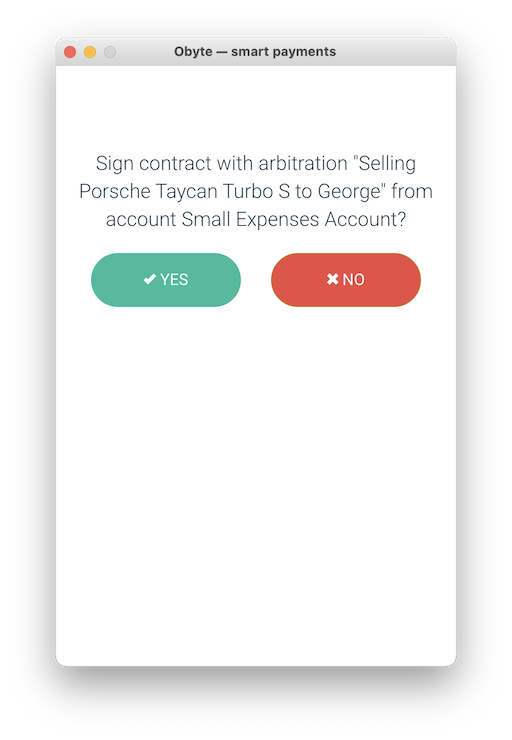 Obyte — smart payments
Sign contract with arbitration "Selling
Porsche Taycan Turbo S to George" from
account Small Expenses Account?
✔ YES
✖ NO